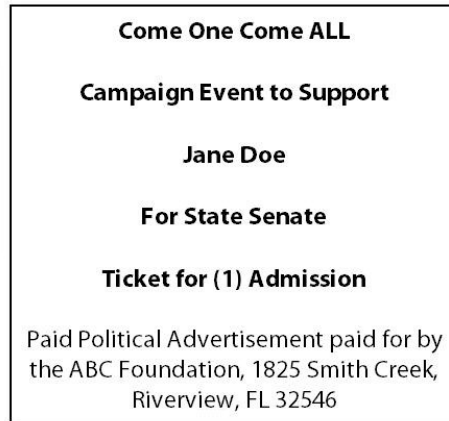 Come One Come ALL
Campaign Event to Support
Jane Doe
For State Senate
Ticket for (1) Admission
Paid Political Advertisement paid for by
the ABC Foundation, 1825 Smith Creek,
Riverview, FL 32546